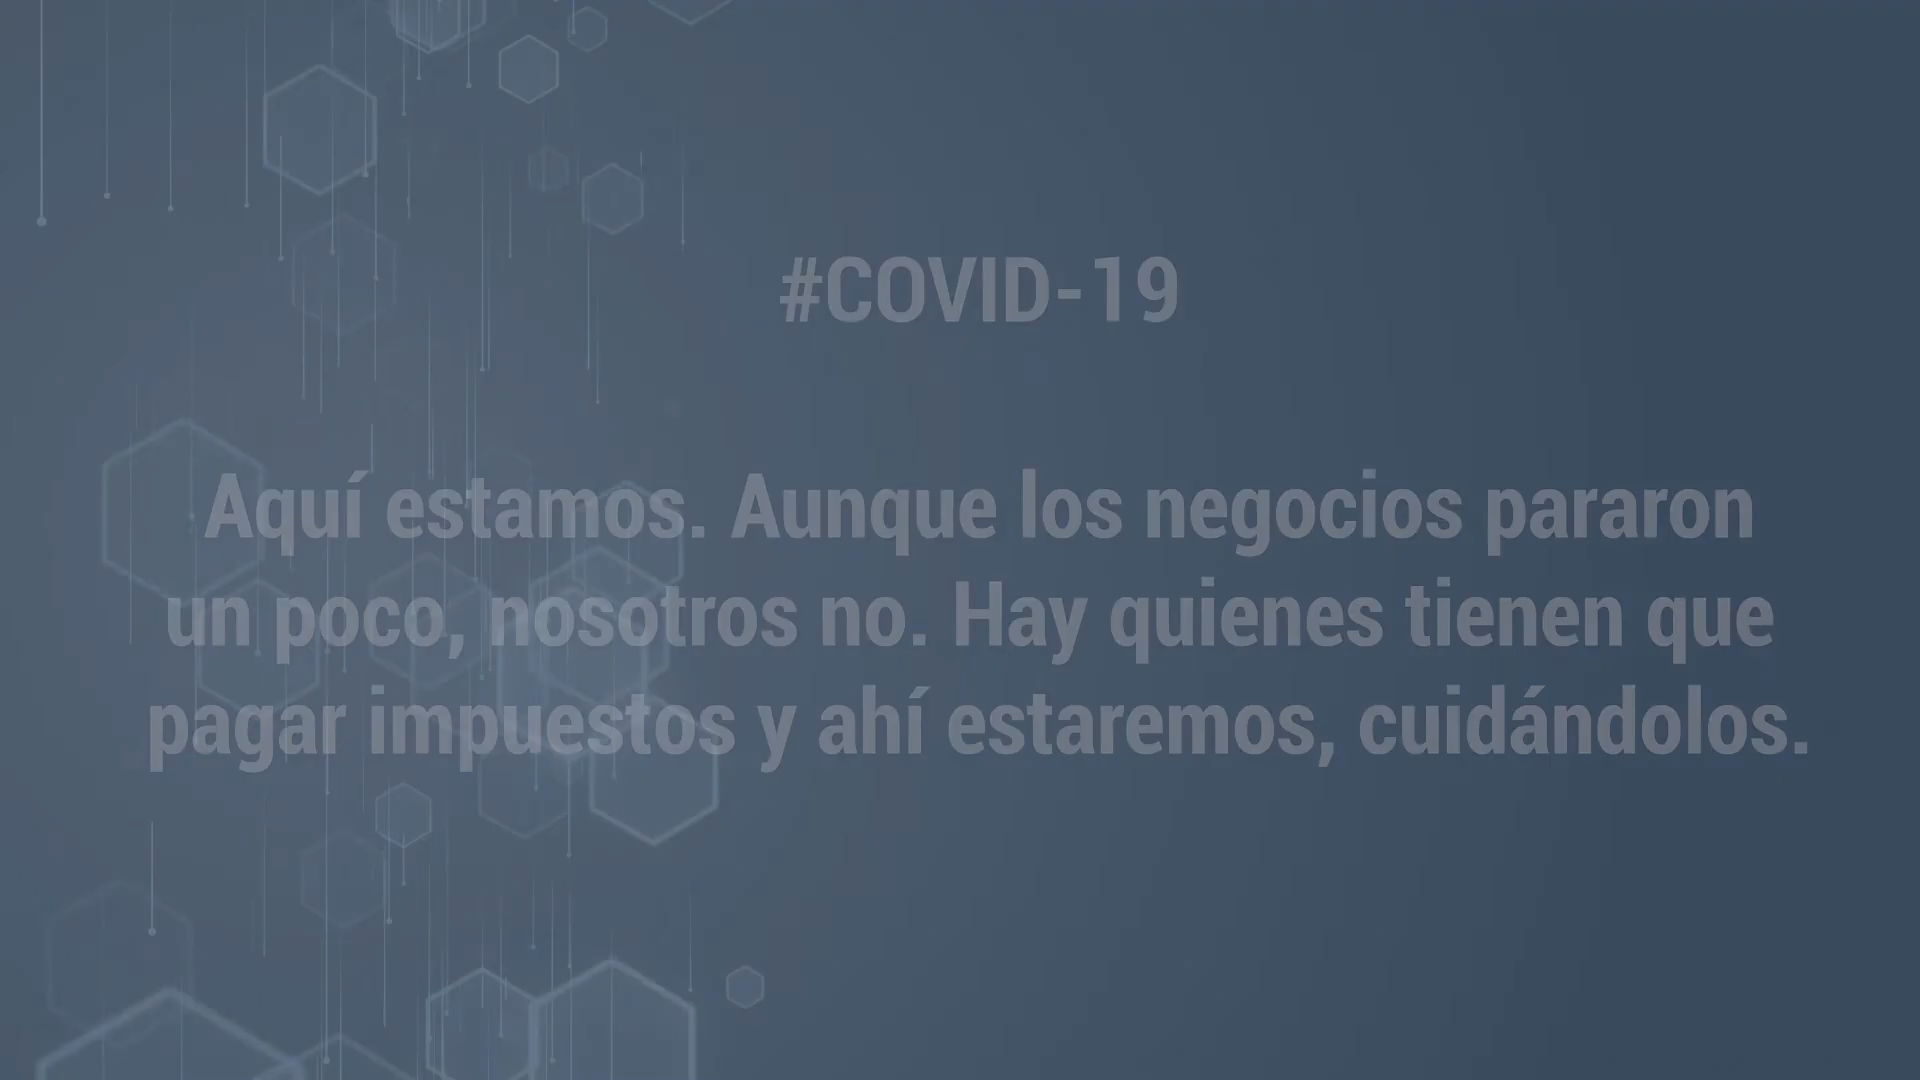 #COVID-19
Aquí estamos. Aunque los negocios pararon
un poco, nosotros no. Hay quienes tienen que
pagar impuestos y ahí estaremos, cuidándolos.